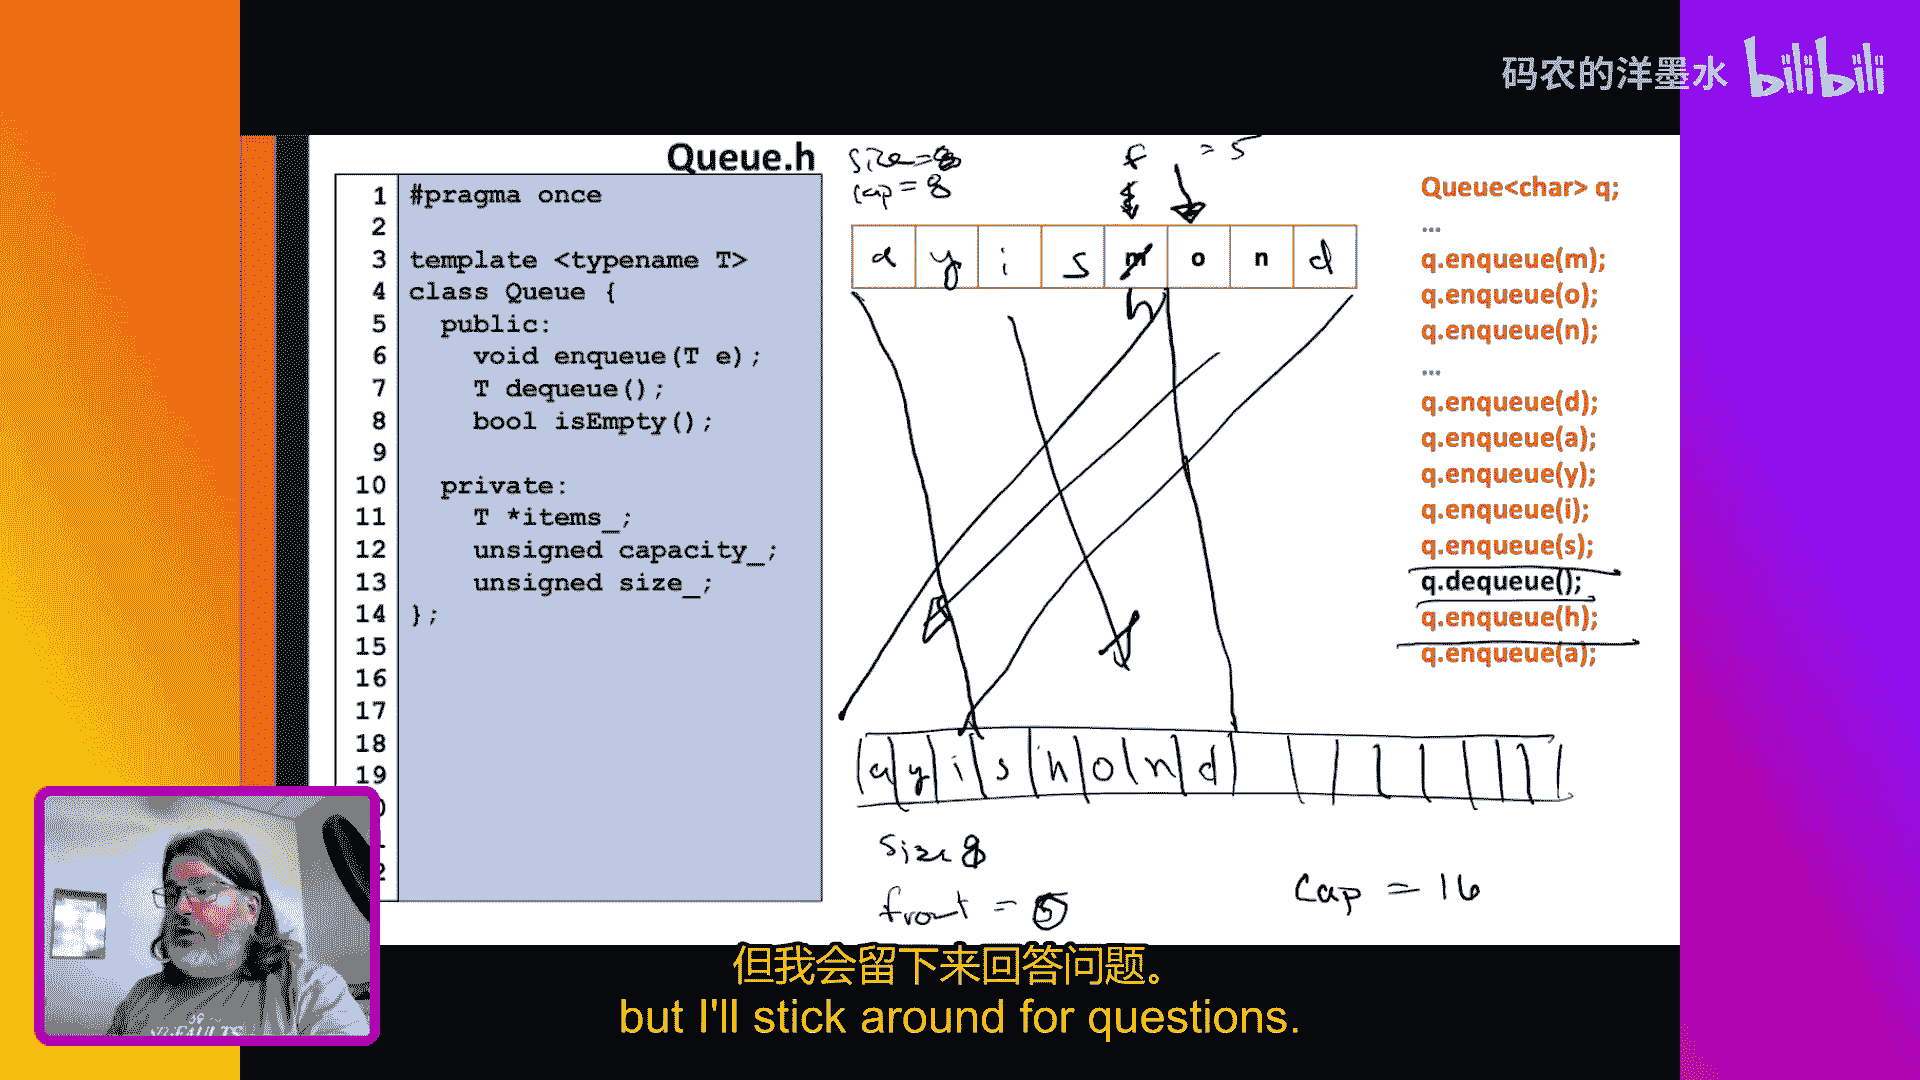 码农的洋墨水 bilibili
Queue.h
1 #pragma once
2
3 template <typename T>
4 class Queue {
5 public:
6 void enqueue(T e);
7 T dequeue();
8 bool isEmpty();
9
10 private:
11 T *items_;
12 unsigned capacity_;
13 unsigned size_;
14 };
15
16
17
18
19
size=8
cap=8
f
= 5
a y i s m o n d
h
Queue<char> q;
...
q.enqueue(m);
q.enqueue(o);
q.enqueue(n);
...
q.enqueue(d);
q.enqueue(a);
q.enqueue(y);
q.enqueue(i);
q.enqueue(s);
q.dequeue();
q.enqueue(h);
q.enqueue(a);
a y i s h o n d
size 8
front = 5
Cap = 16
但我会留下来回答问题。
but I'll stick around for questions.